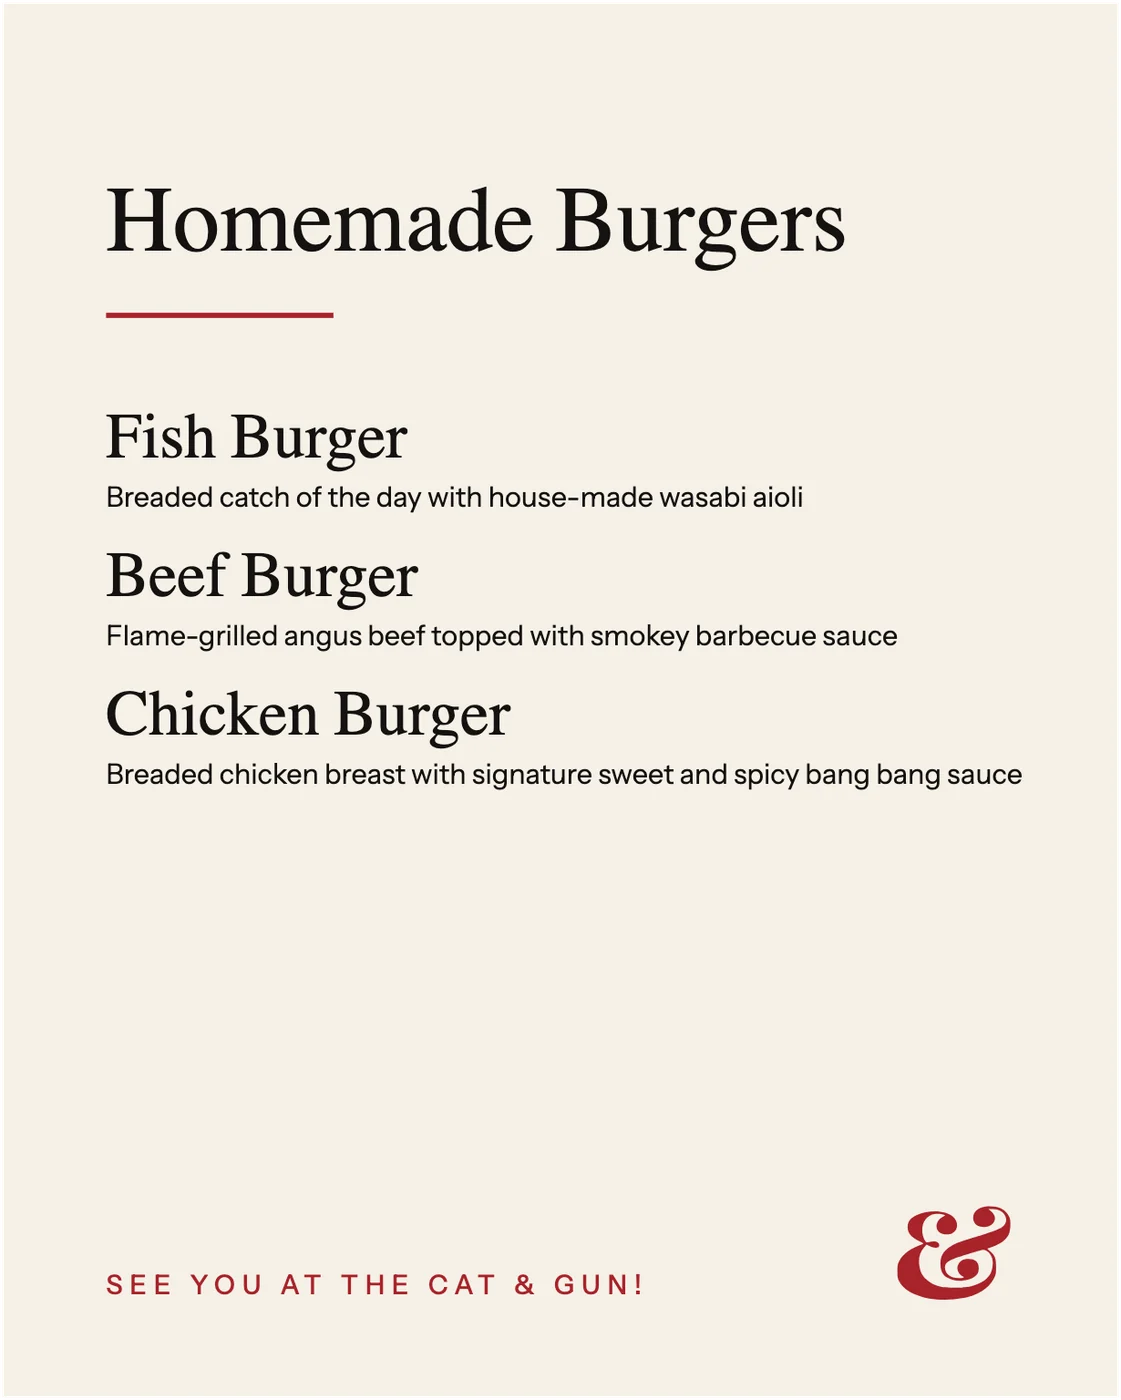 Homemade Burgers
Fish Burger
Breaded catch of the day with house-made wasabi aioli
Beef Burger
Flame-grilled angus beef topped with smokey barbecue sauce
Chicken Burger
Breaded chicken breast with signature sweet and spicy bang bang sauce
&
SEE YOU AT THE CAT & GUN!